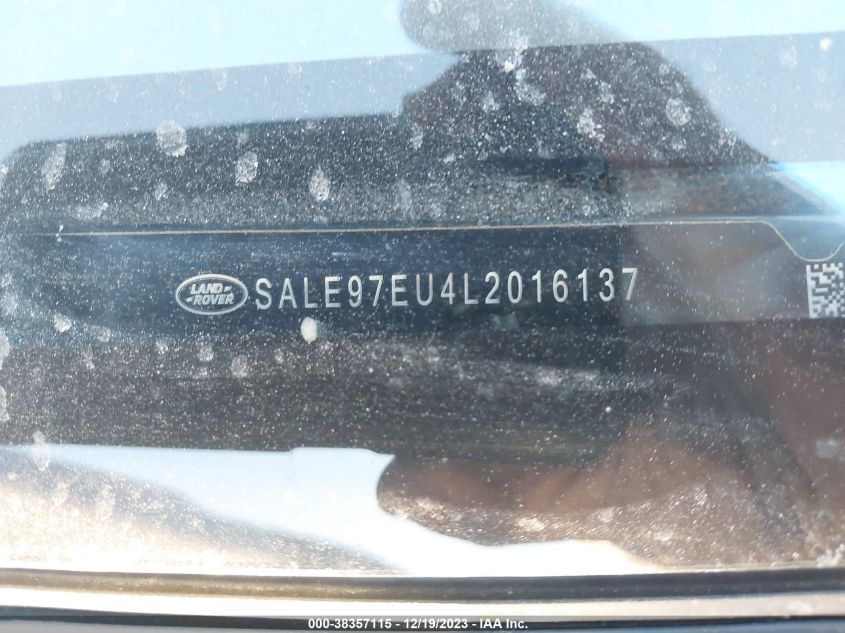 LAND
ROVER
SALE97EU4L2016137
000-38357115 - 12/19/2023 - IAA Inc.